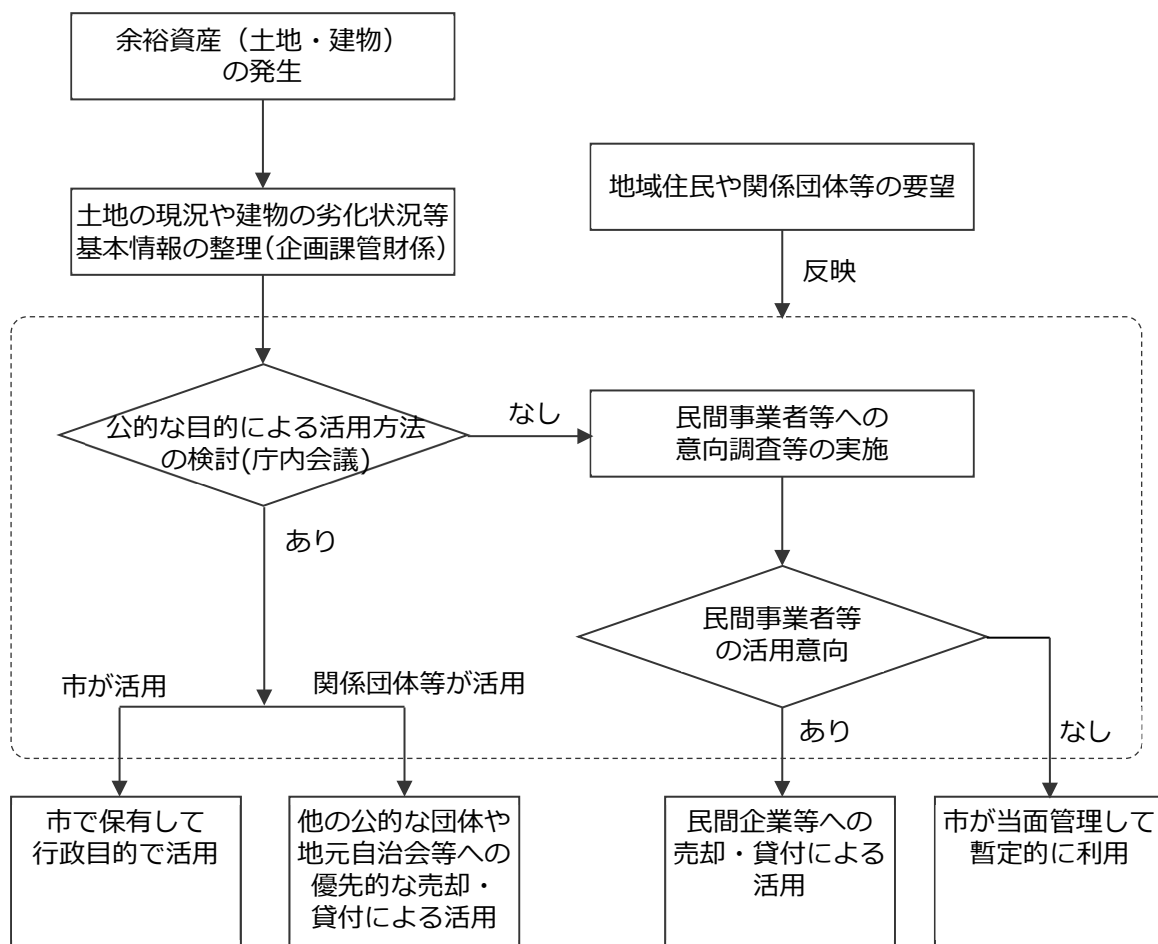 余裕資産（土地・建物）
の発生
地域住民や関係団体等の要望
土地の現況や建物の劣化状況等
基本情報の整理(企画課管財係)
反映
公的な目的による活用方法
の検討(庁内会議)
なし
民間事業者等への
意向調査等の実施
あり
民間事業者等
の活用意向
市が活用
関係団体等が活用
あり
なし
市で保有して
行政目的で活用
他の公的な団体や
地元自治会等への
優先的な売却・
貸付による活用
民間企業等への
売却・貸付による
活用
市が当面管理して
暫定的に利用